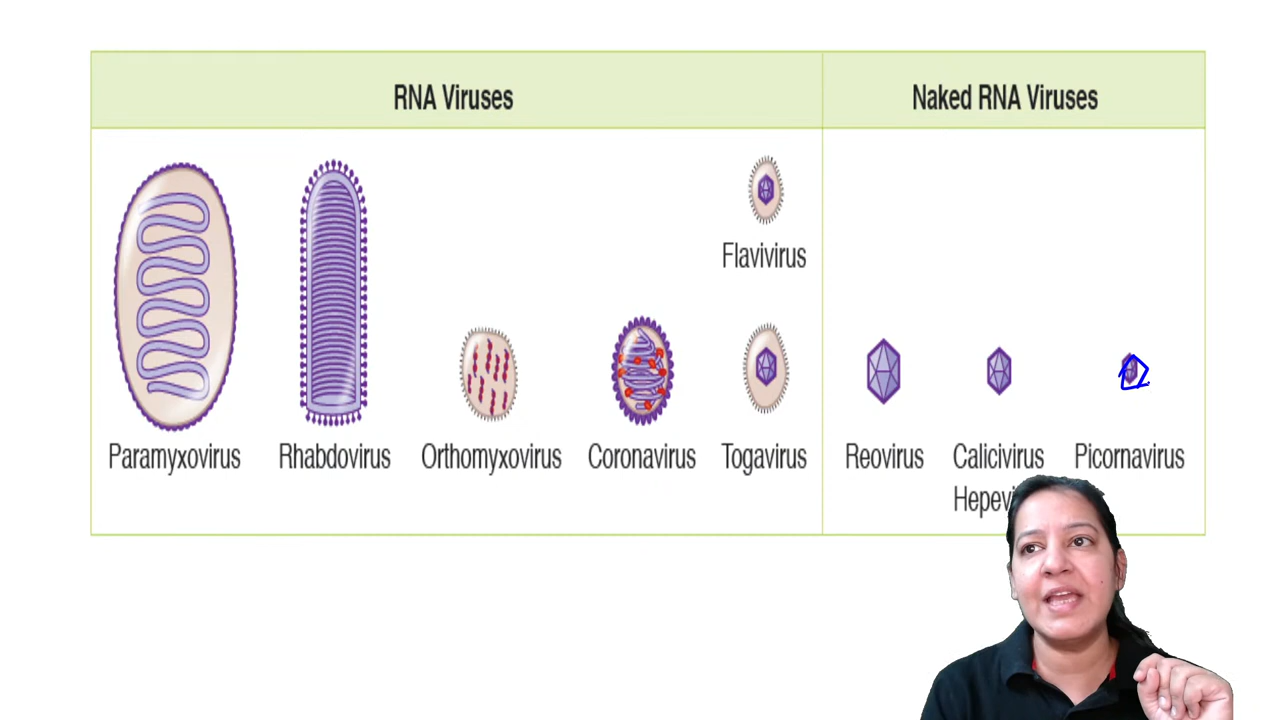 RNA Viruses
Naked RNA Viruses
Flavivirus
Paramyxovirus
Rhabdovirus
Orthomyxovirus
Coronavirus
Togavirus
Reovirus
Calicivirus
Picornavirus